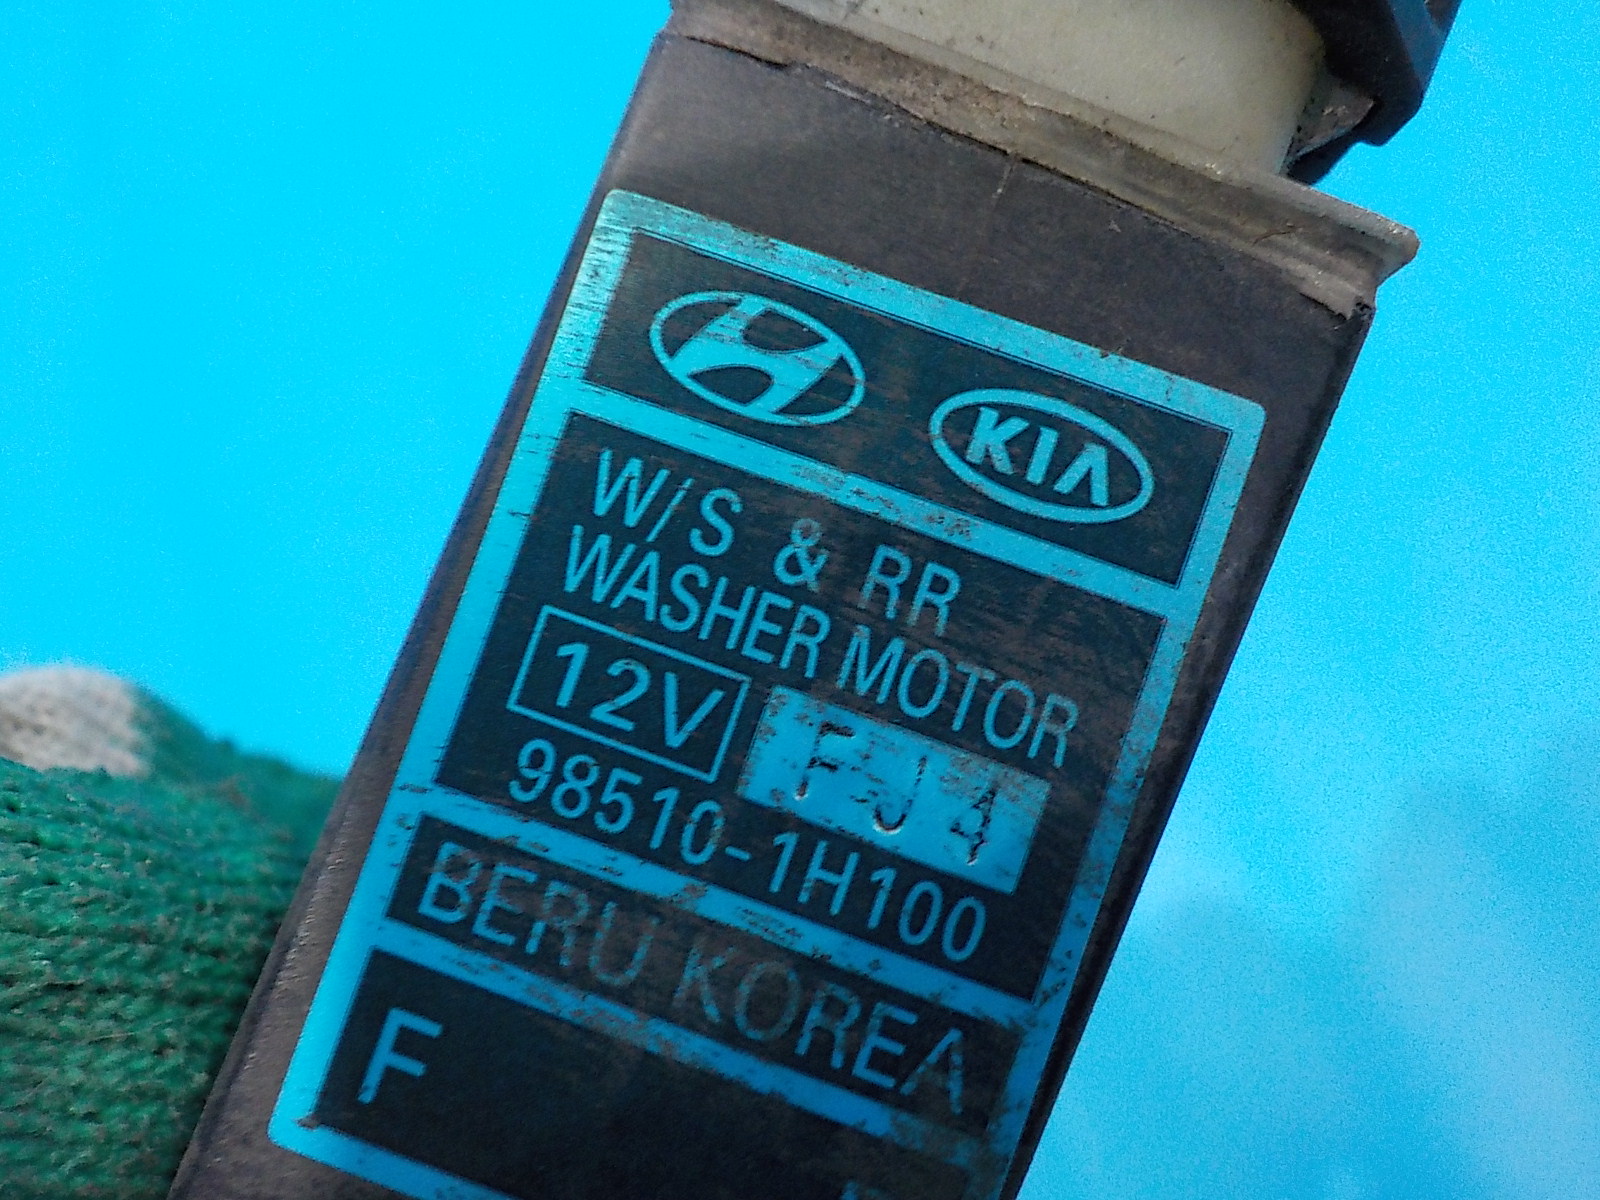 KIA
W/S & RR
WASHER MOTOR
12V FJ4
98510-1H100
BERU KOREA
F